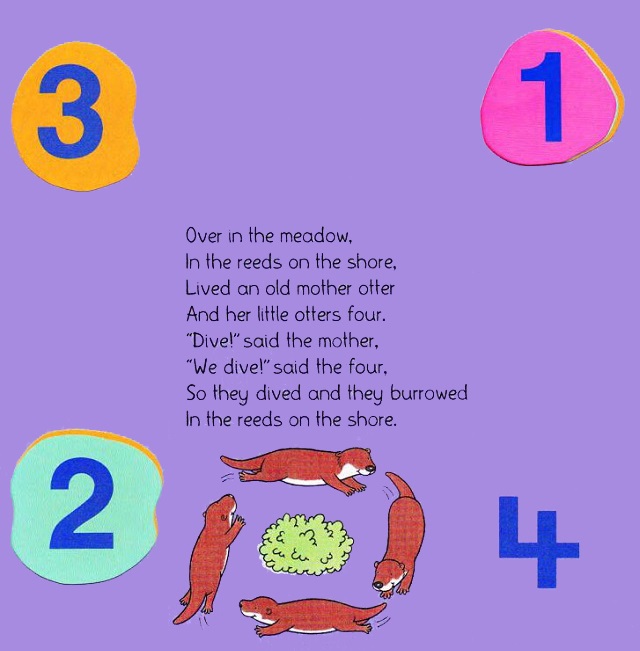 3
1
Over in the meadow,
In the reeds on the shore,
Lived an old mother otter
And her little otters four.
“Dive!” said the mother,
“We dive!” said the four,
So they dived and they burrowed
In the reeds on the shore.
2
4